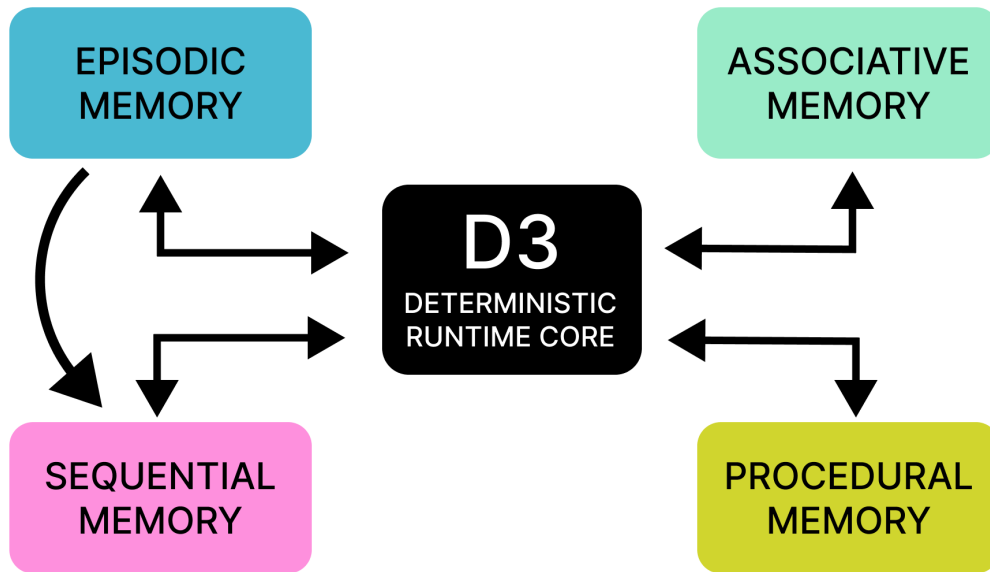 EPISODIC
MEMORY
ASSOCIATIVE
MEMORY
D3
DETERMINISTIC
RUNTIME CORE
SEQUENTIAL
MEMORY
PROCEDURAL
MEMORY